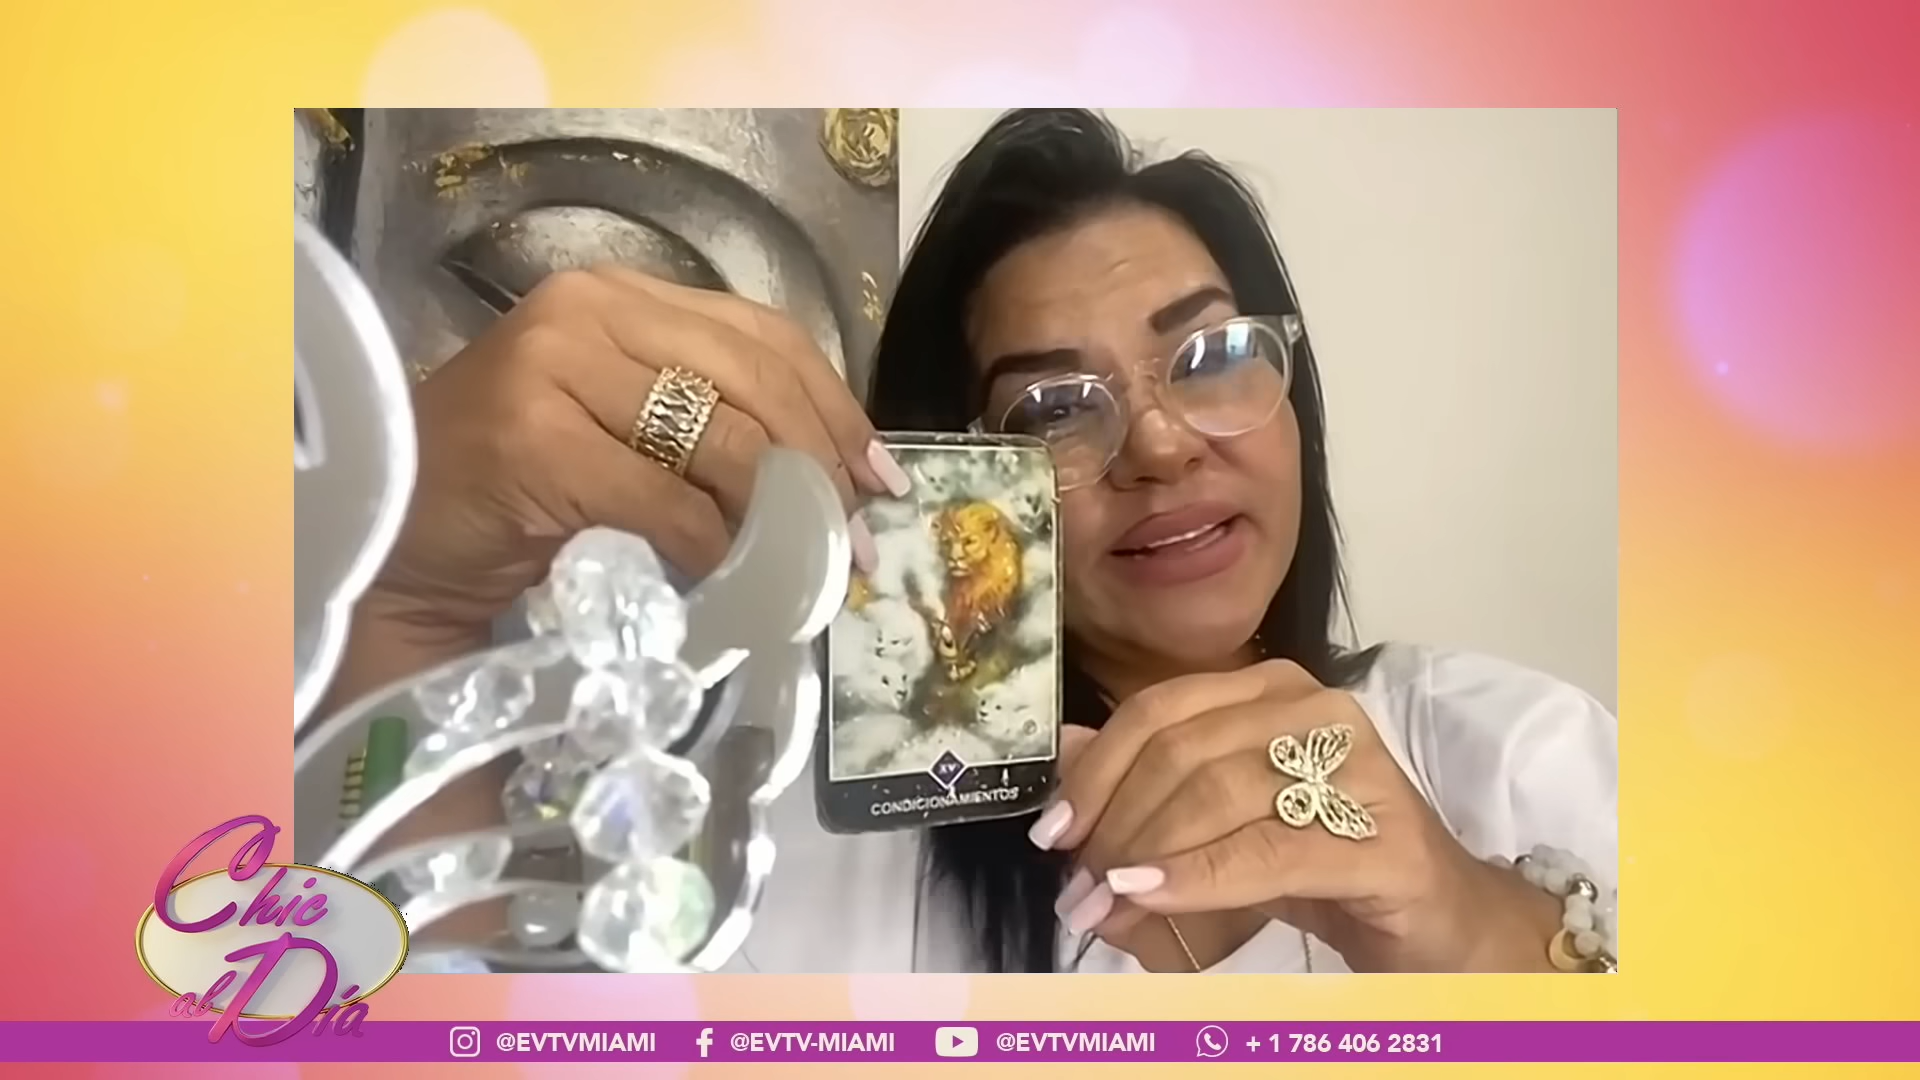 XV
CONDICIONAMIENTOS
Chic
al Día
@EVTVMIAMI @EVTV-MIAMI @EVTVMIAMI + 1 786 406 2831